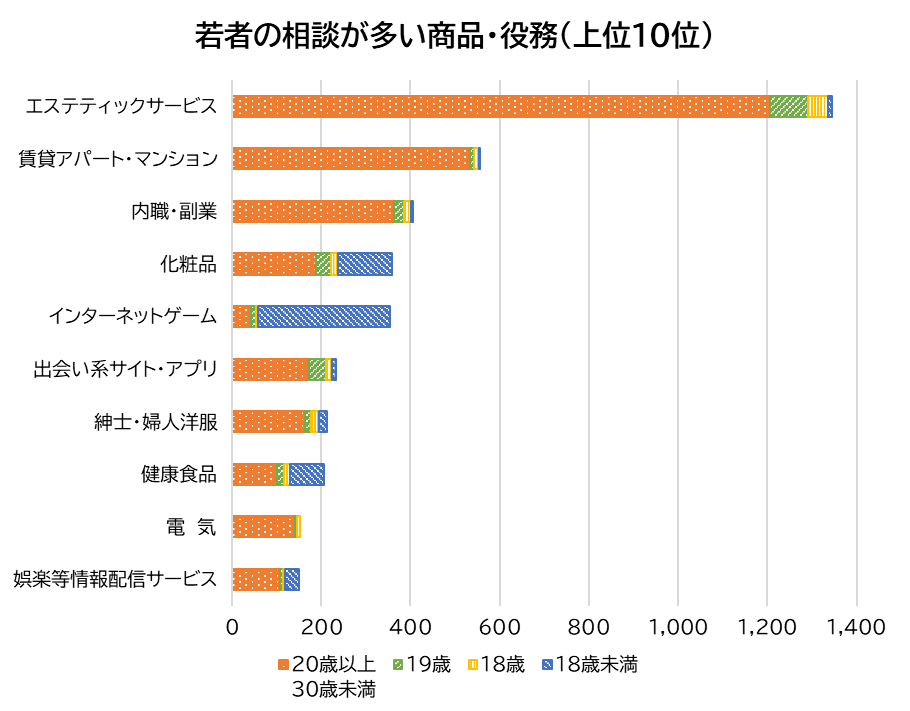 若者の相談が多い商品・役務（上位10位）
エステティックサービス
賃貸アパート・マンション
内職・副業
化粧品
インターネットゲーム
出会い系サイト・アプリ
紳士・婦人洋服
健康食品
電 気
娯楽等情報配信サービス
0 200 400 600 800 1,000 1,200 1,400
20歳以上 19歳 18歳 18歳未満
30歳未満